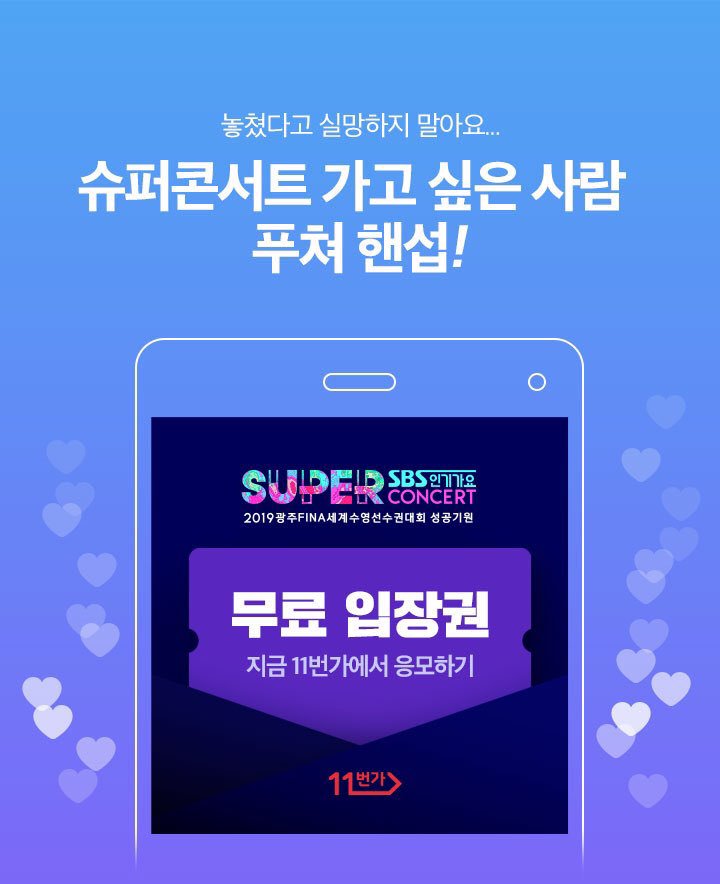 놓쳤다고 실망하지 말아요...
슈퍼콘서트 가고 싶은 사람
푸쳐 핸섭!
SUPER SBS 인기가요 CONCERT
2019광주FINA세계수영선수권대회 성공기원
무료 입장권
지금 11번가에서 응모하기
11번가